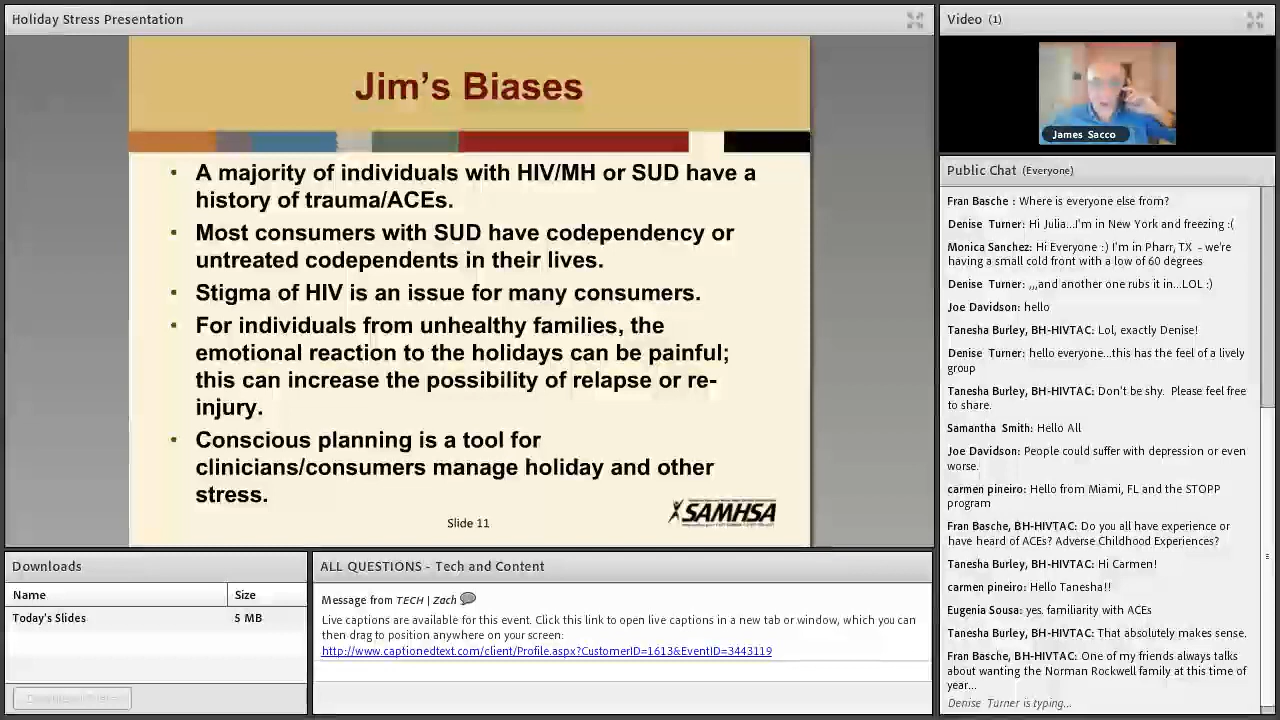 Holiday Stress Presentation
Jim's Biases
• A majority of individuals with HIV/MH or SUD have a
history of trauma/ACEs.
• Most consumers with SUD have codependency or
untreated codependents in their lives.
• Stigma of HIV is an issue for many consumers.
• For individuals from unhealthy families, the
emotional reaction to the holidays can be painful;
this can increase the possibility of relapse or re-
injury.
• Conscious planning is a tool for
clinicians/consumers manage holiday and other
stress.
Slide 11
SAMHSA
Video (1)
James Sacco
Public Chat (Everyone)
Fran Basche : Where is everyone else from?
Denise Turner: Hi Julia...I'm in New York and freezing :(
Monica Sanchez: Hi Everyone :) I'm in Pharr, TX - we're
having a small cold front with a low of 60 degrees
Denise Turner: ,,,and another one rubs it in...LOL :)
Joe Davidson: hello
Tanesha Burley, BH-HIVTAC: Lol, exactly Denise!
Denise Turner: hello everyone...this has the feel of a lively
group
Tanesha Burley, BH-HIVTAC: Don't be shy. Please feel free
to share.
Samantha Smith: Hello All
Joe Davidson: People could suffer with depression or even
worse.
carmen pineiro: Hello from Miami, FL and the STOPP
program
Fran Basche, BH-HIVTAC: Do you all have experience or
have heard of ACEs? Adverse Childhood Experiences?
Tanesha Burley, BH-HIVTAC: Hi Carmen!
carmen pineiro: Hello Tanesha!!
Eugenia Sousa: yes. familiarity with ACEs
Tanesha Burley, BH-HIVTAC: That absolutely makes sense.
Fran Basche, BH-HIVTAC: One of my friends always talks
about wanting the Norman Rockwell family at this time of
year...
Denise Turner is typing...
Downloads
Name Size
Today's Slides 5 MB
ALL QUESTIONS - Tech and Content
Message from TECH | Zach
Live captions are available for this event. Click this link to open live captions in a new tab or window, which you can
then drag to position anywhere on your screen:
http://www.captionedtext.com/client/Profile.aspx?CustomerID=1613&EventID=3443119